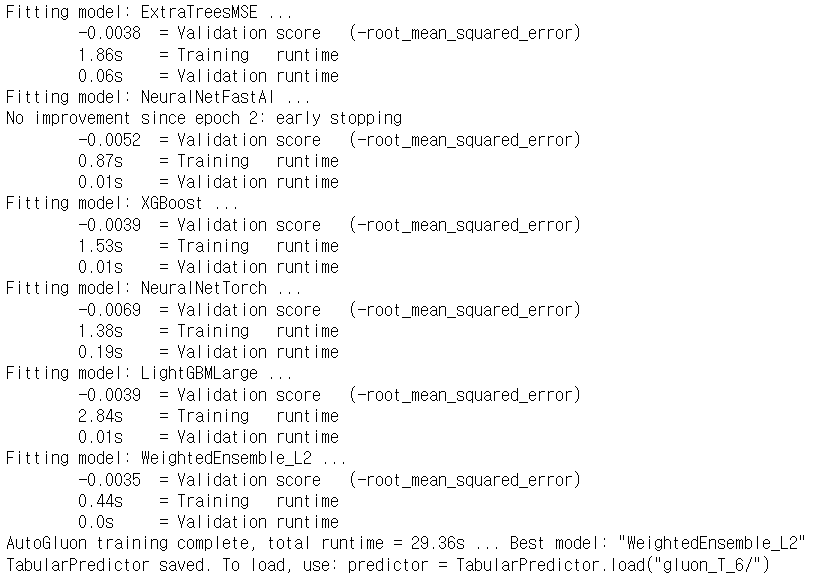 Fitting model: ExtraTreesMSE ...
-0.0038 = Validation score (-root_mean_squared_error)
1.86s = Training runtime
0.06s = Validation runtime
Fitting model: NeuralNetFastAI ...
No improvement since epoch 2: early stopping
-0.0052 = Validation score (-root_mean_squared_error)
0.87s = Training runtime
0.01s = Validation runtime
Fitting model: XGBoost ...
-0.0039 = Validation score (-root_mean_squared_error)
1.53s = Training runtime
0.01s = Validation runtime
Fitting model: NeuralNetTorch ...
-0.0069 = Validation score (-root_mean_squared_error)
1.38s = Training runtime
0.19s = Validation runtime
Fitting model: LightGBMLarge ...
-0.0039 = Validation score (-root_mean_squared_error)
2.84s = Training runtime
0.01s = Validation runtime
Fitting model: WeightedEnsemble_L2 ...
-0.0035 = Validation score (-root_mean_squared_error)
0.44s = Training runtime
0.0s = Validation runtime
AutoGluon training complete, total runtime = 29.36s ... Best model: "WeightedEnsemble_L2"
TabularPredictor saved. To load, use: predictor = TabularPredictor.load("gluon_T_6/")